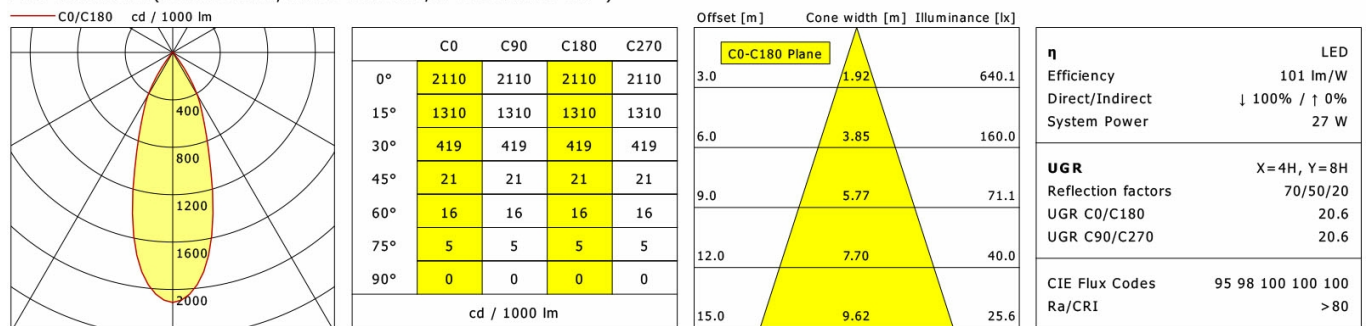 C0/C180 cd / 1000 lm
400
800
1200
1600
2000
C0 C90 C180 C270
0° 2110 2110 2110 2110
15° 1310 1310 1310 1310
30° 419 419 419 419
45° 21 21 21 21
60° 16 16 16 16
75° 5 5 5 5
90° 0 0 0 0
cd / 1000 lm
Offset [m] Cone width [m] Illuminance [lx]
C0-C180 Plane
3.0 1.92 640.1
6.0 3.85 160.0
9.0 5.77 71.1
12.0 7.70 40.0
15.0 9.62 25.6
η LED
Efficiency 101 lm/W
Direct/Indirect ↓ 100% / ↑ 0%
System Power 27 W
UGR X=4H, Y=8H
Reflection factors 70/50/20
UGR C0/C180 20.6
UGR C90/C270 20.6
CIE Flux Codes 95 98 100 100 100
Ra/CRI >80